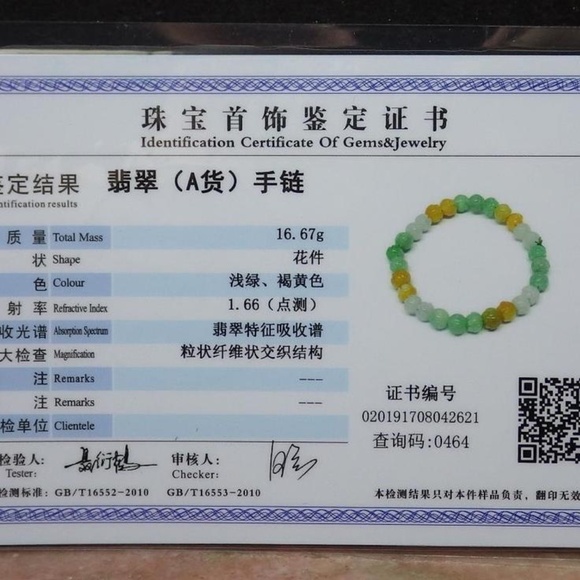 珠宝首饰鉴定证书
Identification Certificate Of Gems&Jewelry
鉴定结果 翡翠（A货）手链
ntification results
质 量 Total Mass 16.67g
状 Shape 花件
色 Colour 浅绿、褐黄色
射 率 Refractive Index 1.66（点测）
收光谱 Absorption Spectrum 翡翠特征吸收谱
大检查 Magnification 粒状纤维状交织结构
注 Remarks ---
注 Remarks ---
检单位 Clientele
证书编号
020191708042621
查询码:0464
检验人:
Tester:
审核人:
Checker:
检测标准: GB/T16552-2010 GB/T16553-2010
本检测结果只对本件样品负责，翻印无效